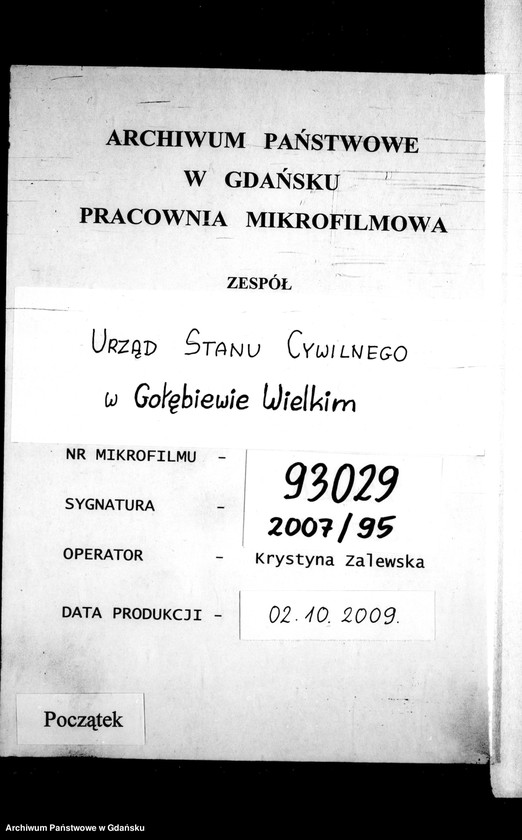 ARCHIWUM PAŃSTWOWE
W GDAŃSKU
PRACOWNIA MIKROFILMOWA
ZESPÓŁ
URZĄD STANU CYWILNEGO
w Gołębiewie Wielkim
NR MIKROFILMU - 93029
SYGNATURA - 2007/95
OPERATOR - Krystyna Zalewska
DATA PRODUKCJI - 02.10.2009.
Początek
Archiwum Państwowe w Gdańsku